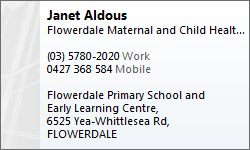 Janet Aldous
Flowerdale Maternal and Child Healt...
(03) 5780-2020 Work
0427 368 584 Mobile
Flowerdale Primary School and
Early Learning Centre,
6525 Yea-Whittlesea Rd,
FLOWERDALE